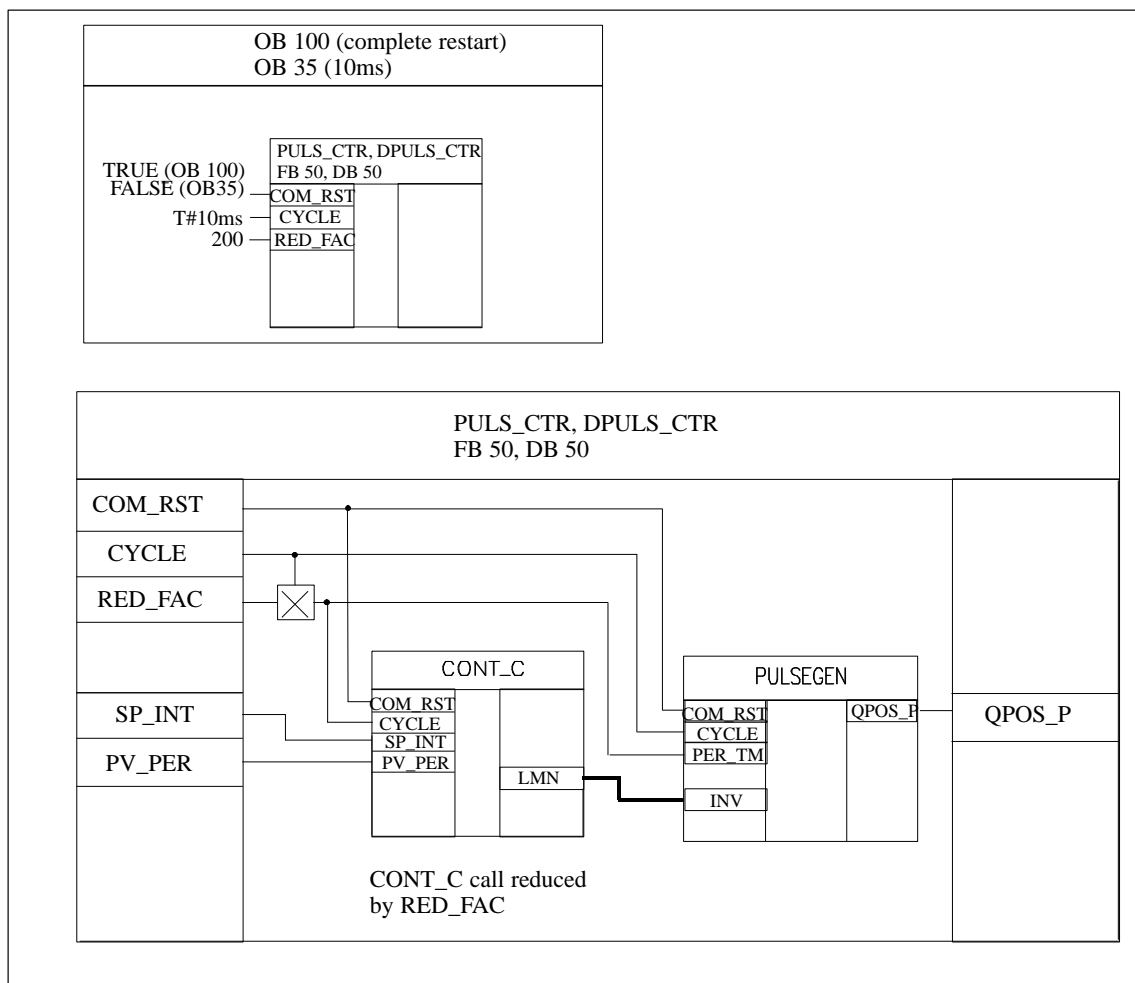 OB 100 (complete restart)
OB 35 (10ms)
PULS_CTR, DPULS_CTR
FB 50, DB 50
TRUE (OB 100)
FALSE (OB35)
COM_RST
T#10ms
CYCLE
200
RED_FAC
PULS_CTR, DPULS_CTR
FB 50, DB 50
COM_RST
CYCLE
RED_FAC
SP_INT
PV_PER
CONT_C
COM_RST
CYCLE
SP_INT
PV_PER
LMN
CONT_C call reduced
by RED_FAC
PULSEGEN
COM_RST
CYCLE
PER_TM
INV
QPOS_P
QPOS_P